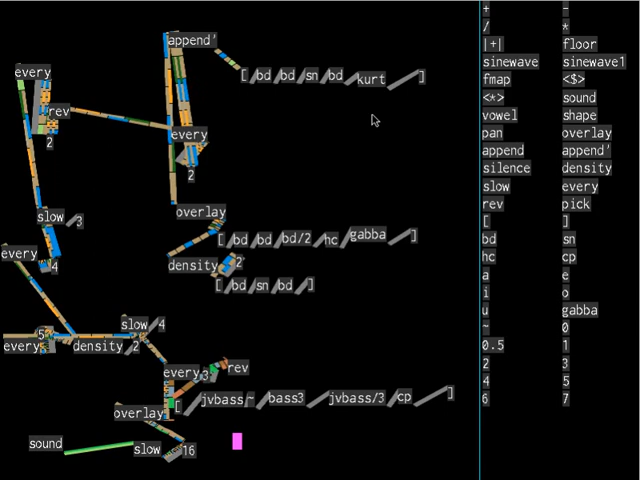 append'
[ bd bd sn bd kurt ]
every
rev
2
every
2
slow 3
overlay
[ bd bd bd/2 hc gabba ]
every
4
density 2
[ bd sn bd ]
slow 4
5
every density 2
every 3 rev
[ jvbass ~ bass3 jvbass/3 cp ]
overlay
sound slow 16
+ -
/ *
|+| floor
sinewave sinewave1
fmap <$>
<*> sound
vowel shape
pan overlay
append append'
silence density
slow every
rev pick
[ ]
bd sn
hc cp
a e
i o
u gabba
~ 0
0.5 1
2 3
4 5
6 7